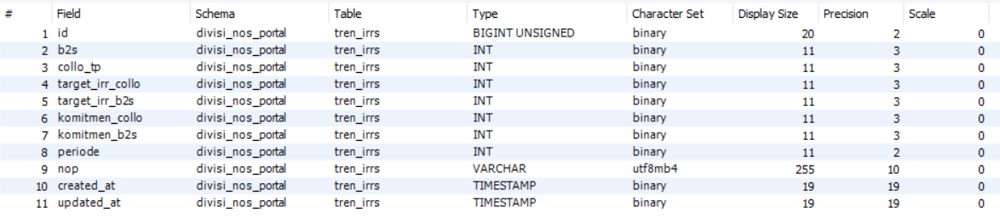 # Field Schema Table Type Character Set Display Size Precision Scale
1 id divisi_nos_portal tren_irrs BIGINT UNSIGNED binary 20 2 0
2 b2s divisi_nos_portal tren_irrs INT binary 11 3 0
3 collo_tp divisi_nos_portal tren_irrs INT binary 11 3 0
4 target_irr_collo divisi_nos_portal tren_irrs INT binary 11 3 0
5 target_irr_b2s divisi_nos_portal tren_irrs INT binary 11 3 0
6 komitmen_collo divisi_nos_portal tren_irrs INT binary 11 3 0
7 komitmen_b2s divisi_nos_portal tren_irrs INT binary 11 3 0
8 periode divisi_nos_portal tren_irrs INT binary 11 2 0
9 nop divisi_nos_portal tren_irrs VARCHAR utf8mb4 255 10 0
10 created_at divisi_nos_portal tren_irrs TIMESTAMP binary 19 19 0
11 updated_at divisi_nos_portal tren_irrs TIMESTAMP binary 19 19 0